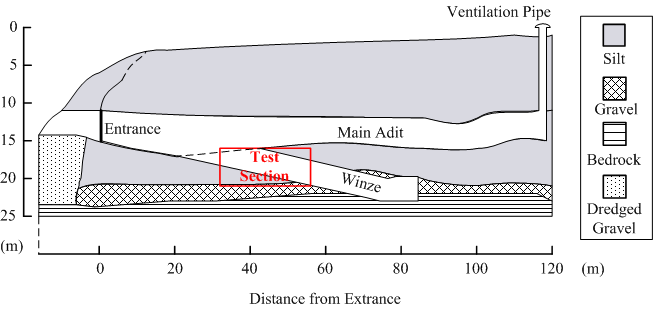 Ventilation Pipe
0
5
10
15
20
25
(m)
Entrance
Main Adit
Test
Section
Winze
Silt
Gravel
Bedrock
Dredged
Gravel
0
20
40
60
80
100
120
(m)
Distance from Extrance